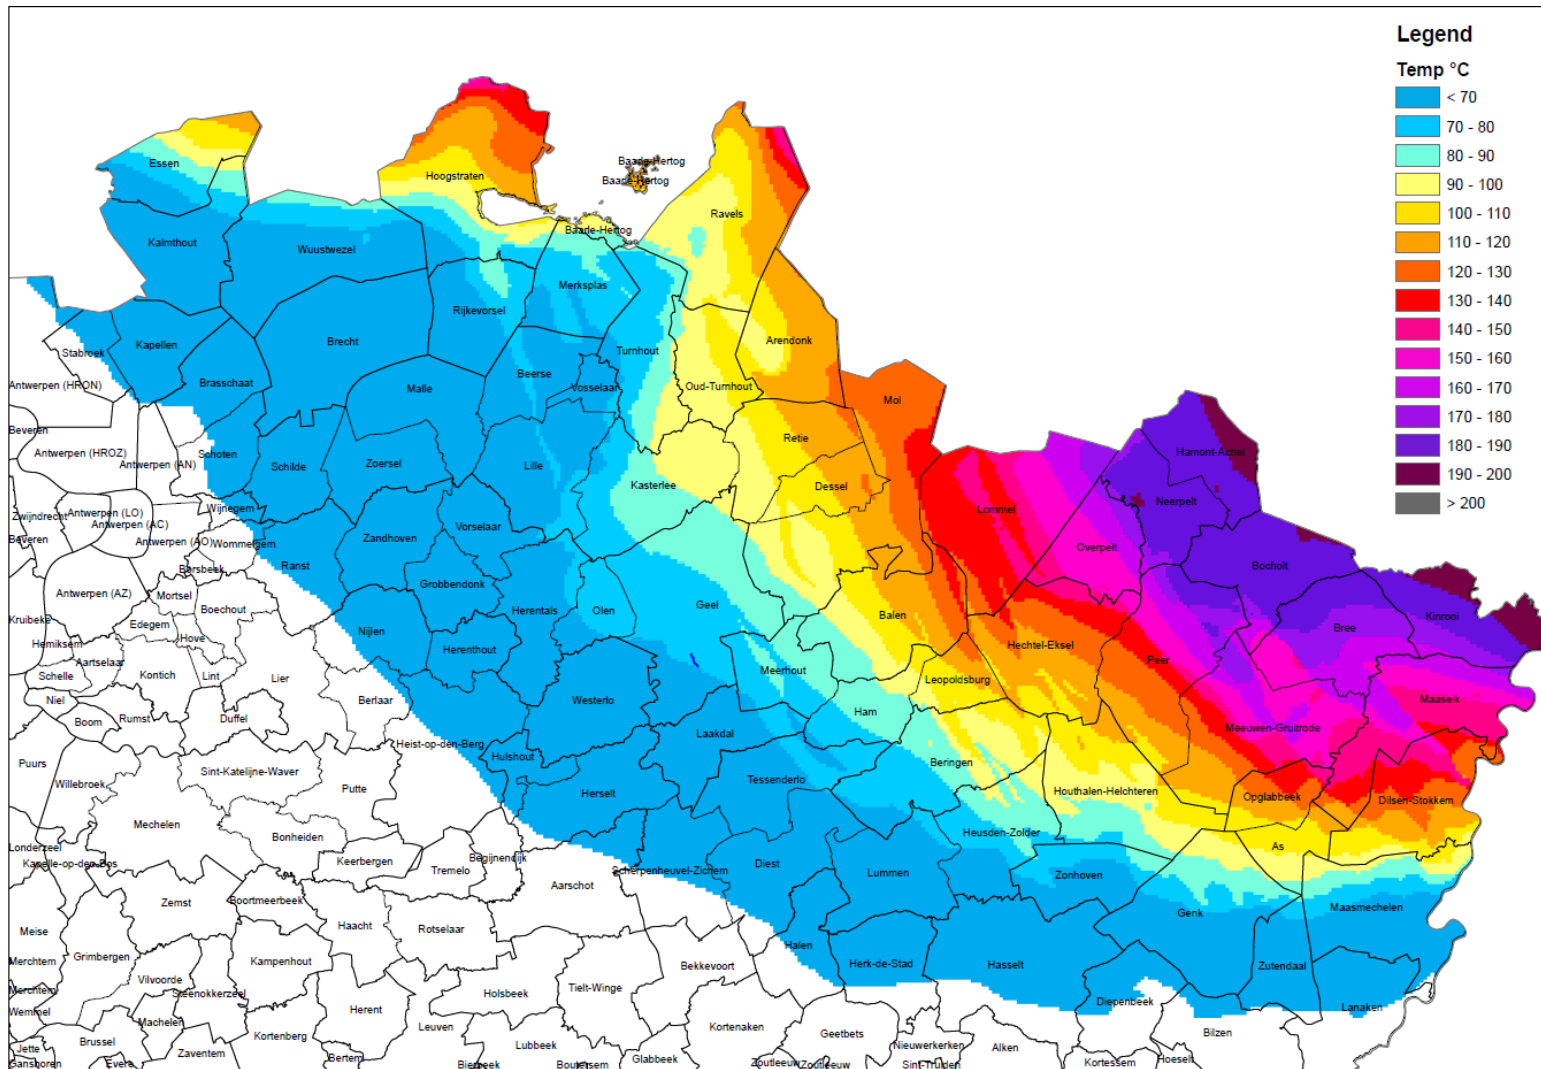 Legend
Temp °C
< 70
70 - 80
80 - 90
90 - 100
100 - 110
110 - 120
120 - 130
130 - 140
140 - 150
150 - 160
160 - 170
170 - 180
180 - 190
190 - 200
> 200
Essen
Hoogstraten
Baarle-Hertog
Baarle-Hertog
Baarle-Hertog
Ravels
Kalmthout
Wuustwezel
Merksplas
Rijkevorsel
Stabroek
Kapellen
Brecht
Turnhout
Arendonk
Antwerpen (HRON)
Brasschaat
Malle
Beerse
Vosselaar
Oud-Turnhout
Mol
Beveren
Antwerpen (HROZ)
Antwerpen (AN)
Schoten
Schilde
Zoersel
Lille
Retie
Hamont-Achel
Kasterlee
Dessel
Neerpelt
Zwijndrecht
Antwerpen (LO)
Antwerpen (AC)
Wijnegem
Lommel
Beveren
Antwerpen (AO)
Wommelgem
Vorselaar
Zandhoven
Overpelt
Borsbeek
Ranst
Bocholt
Antwerpen (AZ)
Mortsel
Boechout
Grobbendonk
Herentals
Olen
Geel
Balen
Kruibeke
Edegem
Hove
Nijlen
Bree
Kinrooi
Hemiksem
Aartselaar
Herenthout
Hechtel-Eksel
Peer
Schelle
Kontich
Lint
Lier
Meerhout
Leopoldsburg
Niel
Berlaar
Westerlo
Maaseik
Boom
Rumst
Duffel
Ham
Laakdal
Meeuwen-Gruitrode
Heist-op-den-Berg
Hulshout
Puurs
Willebroek
Sint-Katelijne-Waver
Putte
Herselt
Tessenderlo
Beringen
Houthalen-Helchteren
Opglabbeek
Dilsen-Stokkem
Mechelen
Bonheiden
Heusden-Zolder
As
Londerzeel
Kapelle-op-den-Bos
Keerbergen
Tremelo
Begijnendijk
Scherpenheuvel-Zichem
Diest
Lummen
Zonhoven
Aarschot
Zemst
Boortmeerbeek
Haacht
Rotselaar
Genk
Maasmechelen
Meise
Grimbergen
Merchtem
Kampenhout
Bekkevoort
Halen
Herk-de-Stad
Hasselt
Zutendaal
Vilvoorde
Steenokkerzeel
Merchtem
Wemmel
Herent
Holsbeek
Tielt-Winge
Diepenbeek
Lanaken
Machelen
Brussel
Zaventem
Kortenberg
Leuven
Lubbeek
Kortenaken
Geetbets
Nieuwerkerken
Alken
Bilzen
Jette
Ganshoren
Evere
Bertem
Bierbeek
Boutersem
Glabbeek
Zoutleeuw
Zoutleeuw
Sint-Truiden
Kortessem
Hoeselt